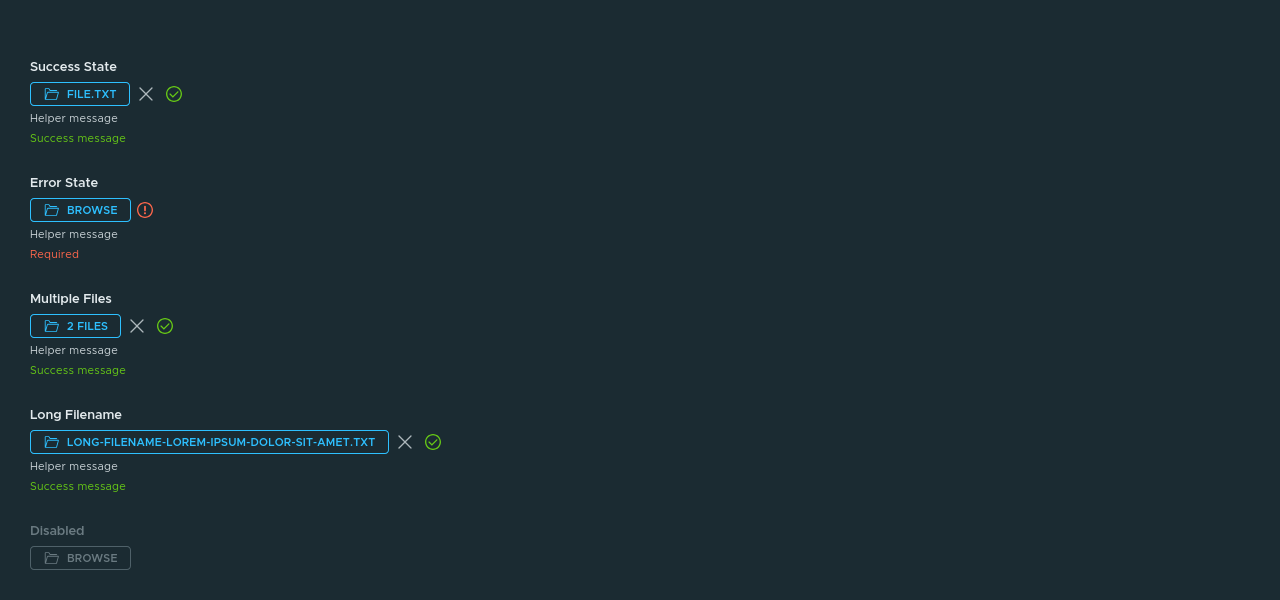 Success State
FILE.TXT
Helper message
Success message
Error State
BROWSE
Helper message
Required
Multiple Files
2 FILES
Helper message
Success message
Long Filename
LONG-FILENAME-LOREM-IPSUM-DOLOR-SIT-AMET.TXT
Helper message
Success message
Disabled
BROWSE